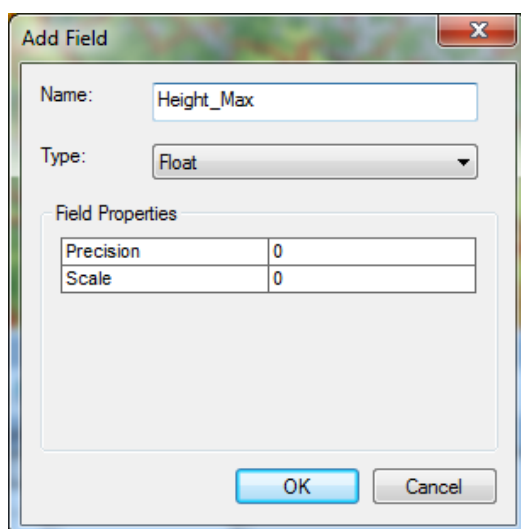 Add Field
Name: Height_Max
Type: Float
Field Properties
Precision 0
Scale 0
OK Cancel